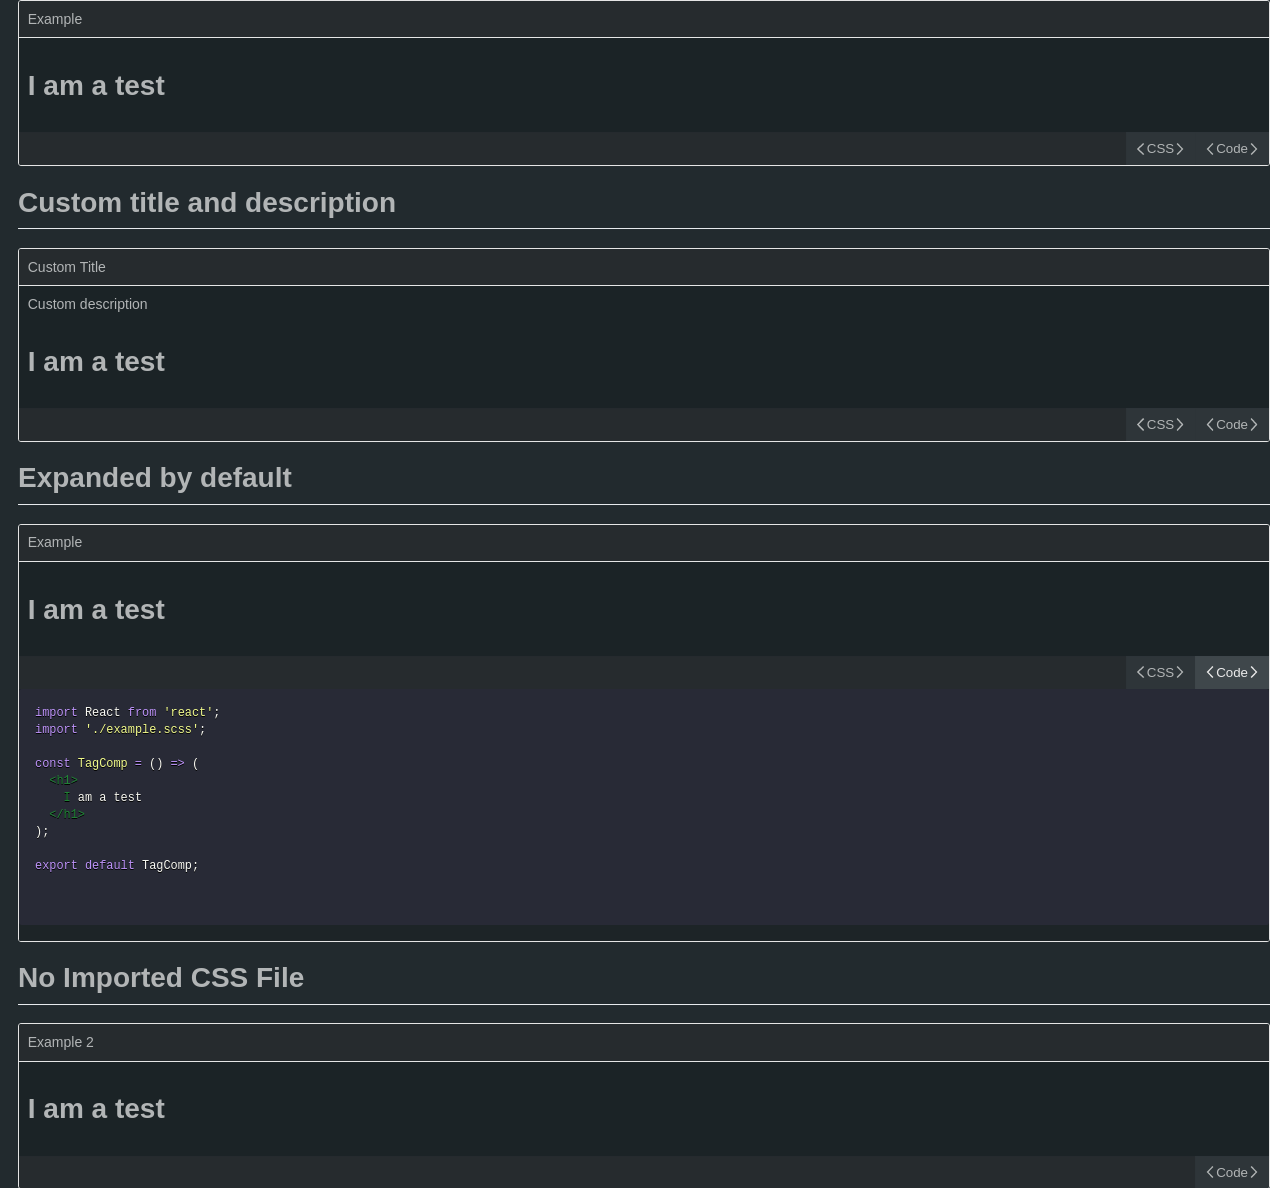 Example
I am a test
CSS Code
Custom title and description
Custom Title
Custom description
I am a test
CSS Code
Expanded by default
Example
I am a test
CSS Code
import React from 'react';
import './example.scss';
const TagComp = () => (
<h1>
I am a test
</h1>
);
export default TagComp;
No Imported CSS File
Example 2
I am a test
Code